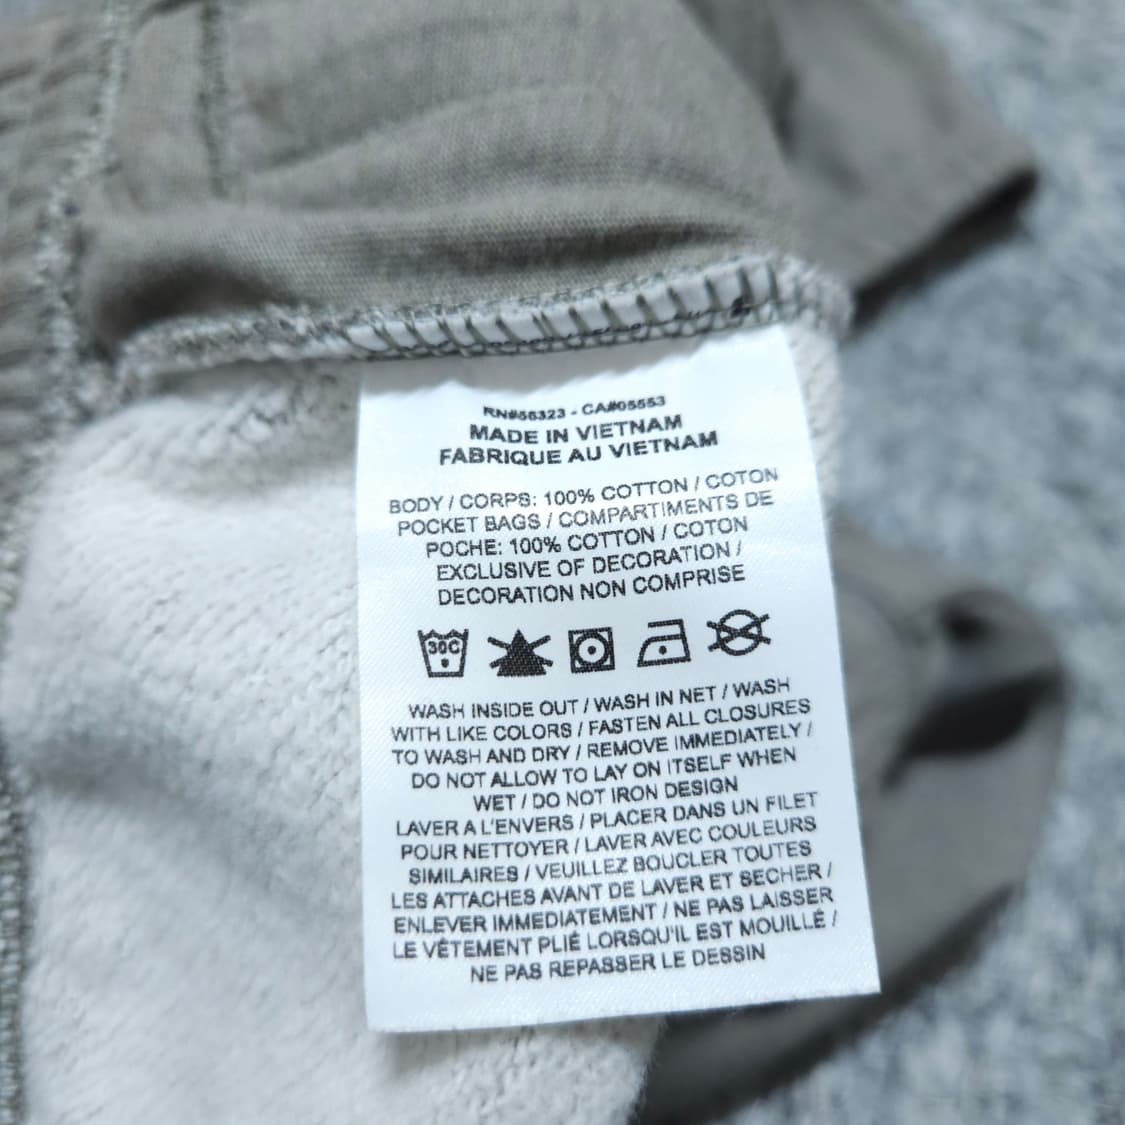 RN#56323 - CA#05553
MADE IN VIETNAM
FABRIQUE AU VIETNAM
BODY / CORPS: 100% COTTON / COTON
POCKET BAGS / COMPARTIMENTS DE
POCHE: 100% COTTON / COTON
EXCLUSIVE OF DECORATION /
DECORATION NON COMPRISE
30C
WASH INSIDE OUT / WASH IN NET / WASH
WITH LIKE COLORS / FASTEN ALL CLOSURES
TO WASH AND DRY / REMOVE IMMEDIATELY /
DO NOT ALLOW TO LAY ON ITSELF WHEN
WET / DO NOT IRON DESIGN
LAVER A L'ENVERS / PLACER DANS UN FILET
POUR NETTOYER / LAVER AVEC COULEURS
SIMILAIRES / VEUILLEZ BOUCLER TOUTES
LES ATTACHES AVANT DE LAVER ET SECHER /
ENLEVER IMMEDIATEMENT / NE PAS LAISSER
LE VÊTEMENT PLIÉ LORSQU'IL EST MOUILLÉ /
NE PAS REPASSER LE DESSIN